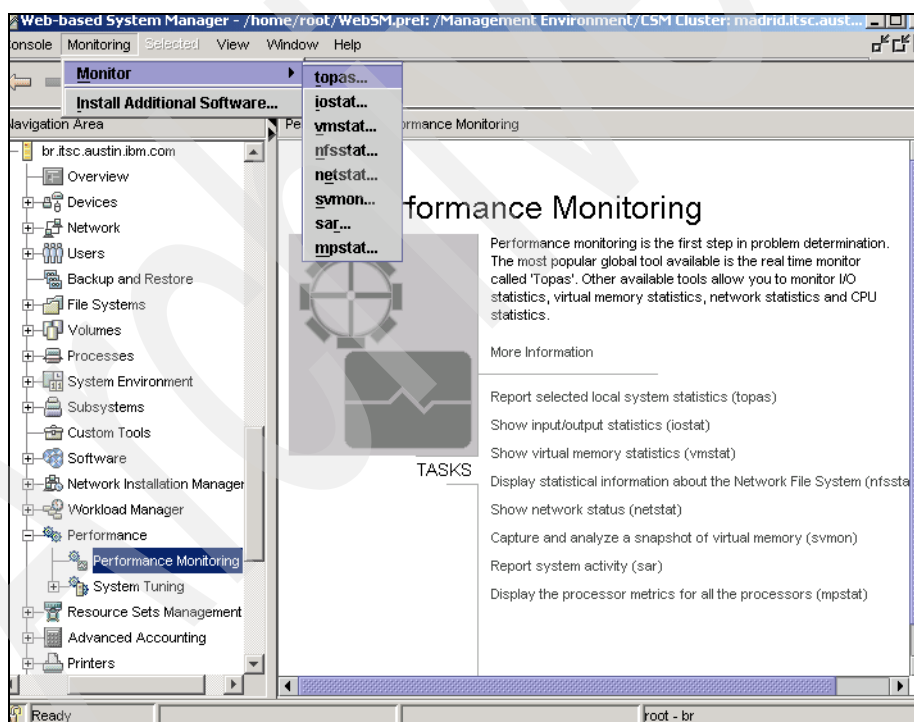 Web-based System Manager - /home/root/WebSM.pref: /Management Environment/CSM Cluster: madrid.itsc.aust...
onsole Monitoring Selected View Window Help
Monitor
Install Additional Software...
topas...
iostat...
vmstat...
nfsstat...
netstat...
svmon...
sar...
mpstat...
Navigation Area
Pe
rmance Monitoring
br.itsc.austin.ibm.com
Overview
Devices
Network
Users
Backup and Restore
File Systems
Volumes
Processes
System Environment
Subsystems
Custom Tools
Software
Network Installation Manager
Workload Manager
Performance
Performance Monitoring
System Tuning
Resource Sets Management
Advanced Accounting
Printers
formance Monitoring
Performance monitoring is the first step in problem determination.
The most popular global tool available is the real time monitor
called 'Topas'. Other available tools allow you to monitor I/O
statistics, virtual memory statistics, network statistics and CPU
statistics.
More Information
TASKS
Report selected local system statistics (topas)
Show input/output statistics (iostat)
Show virtual memory statistics (vmstat)
Display statistical information about the Network File System (nfssta
Show network status (netstat)
Capture and analyze a snapshot of virtual memory (svmon)
Report system activity (sar)
Display the processor metrics for all the processors (mpstat)
Ready
root - br